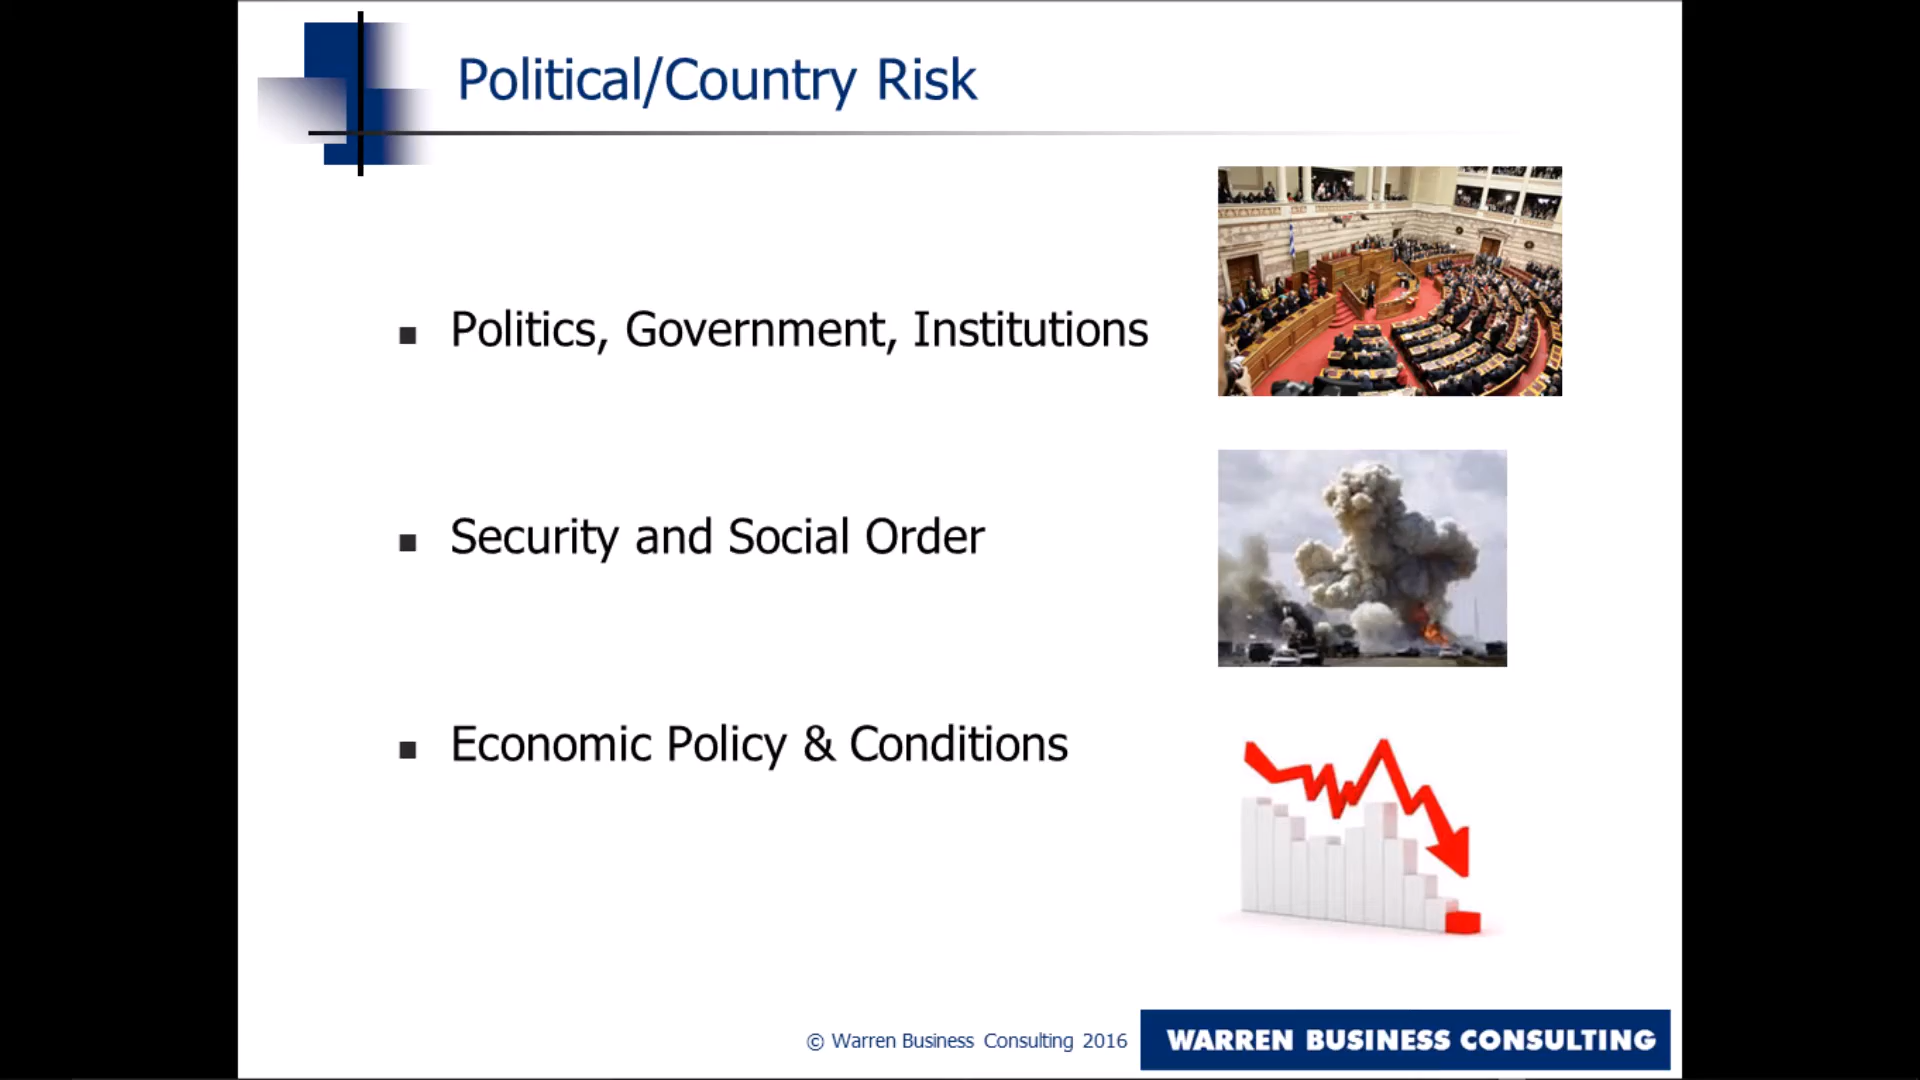 Political/Country Risk
Politics, Government, Institutions
Security and Social Order
Economic Policy & Conditions
© Warren Business Consulting 2016
WARREN BUSINESS CONSULTING